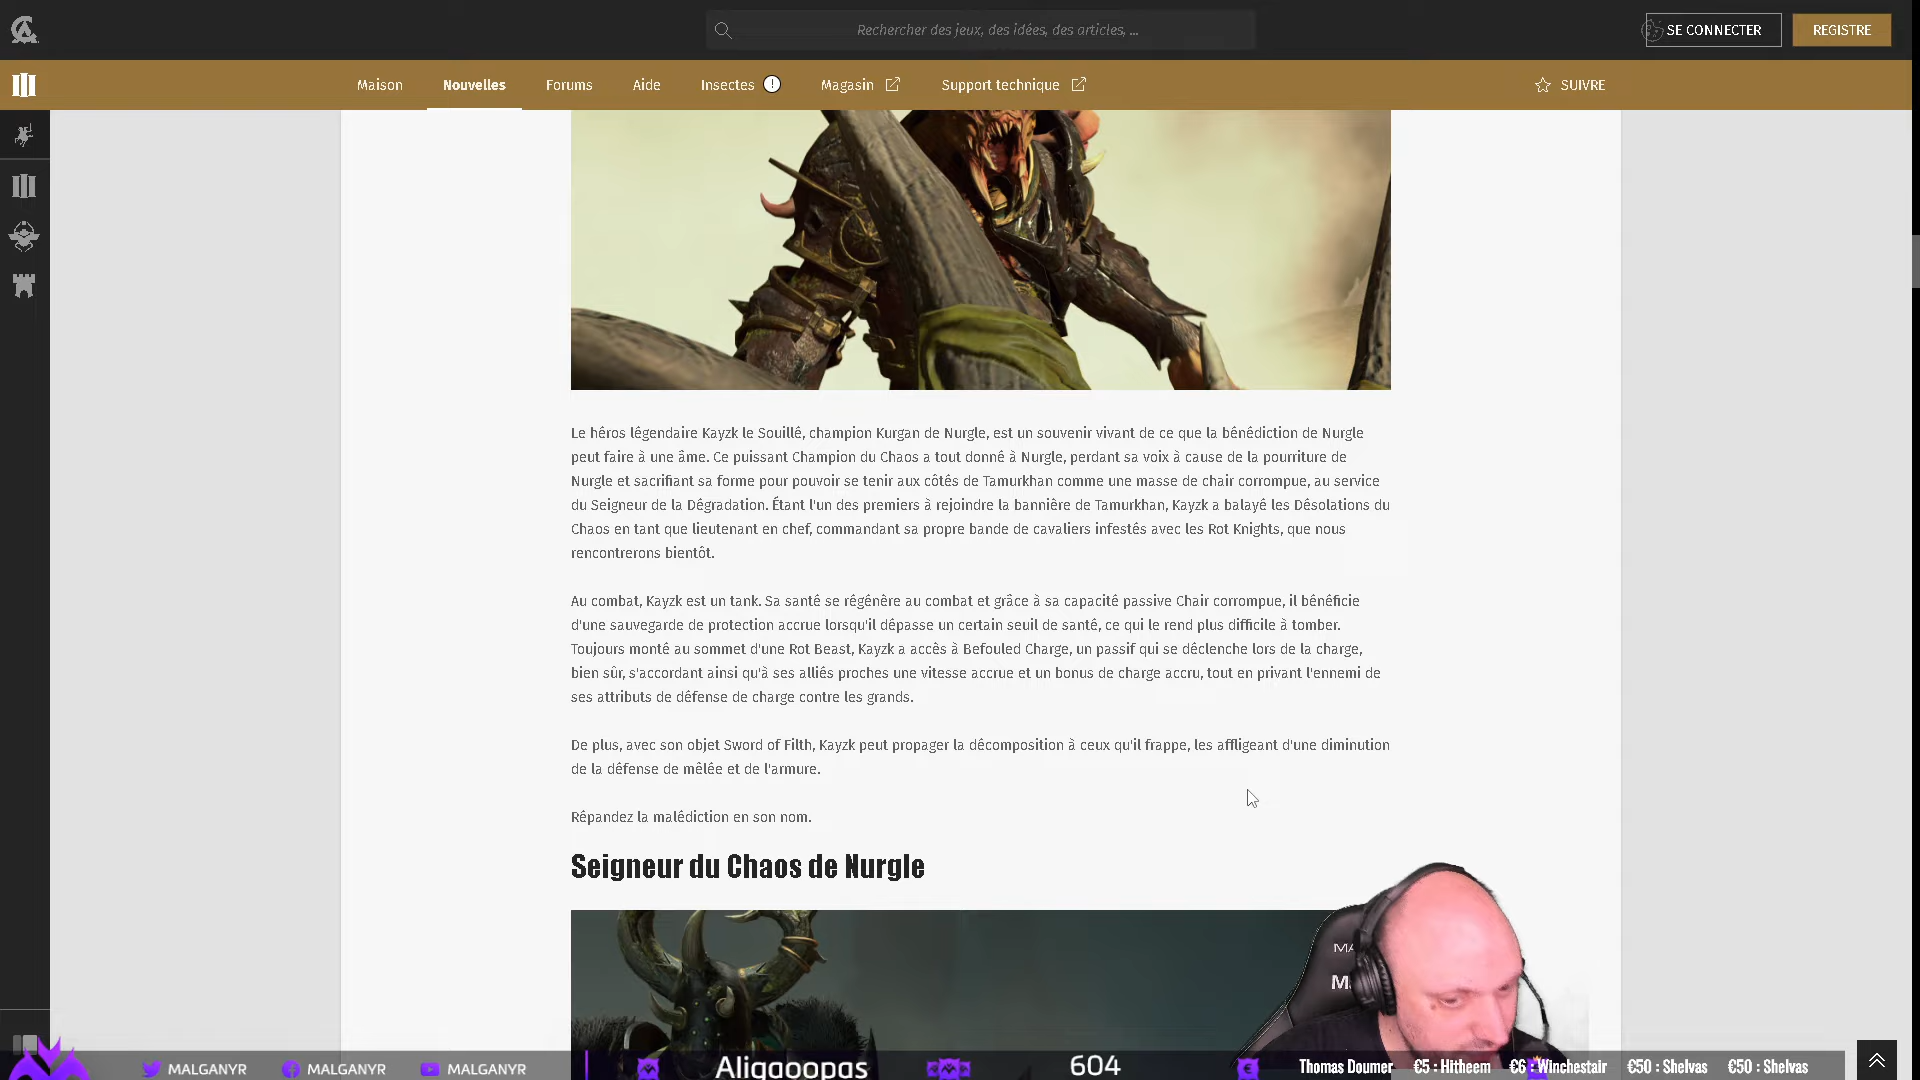 Rechercher des jeux, des idées, des articles, ...
SE CONNECTER
REGISTRE
Maison
Nouvelles
Forums
Aide
Insectes
Magasin
Support technique
SUIVRE
Le héros légendaire Kayzk le Souillé, champion Kurgan de Nurgle, est un souvenir vivant de ce que la bénédiction de Nurgle
peut faire à une âme. Ce puissant Champion du Chaos a tout donné à Nurgle, perdant sa voix à cause de la pourriture de
Nurgle et sacrifiant sa forme pour pouvoir se tenir aux côtés de Tamurkhan comme une masse de chair corrompue, au service
du Seigneur de la Dégradation. Étant l'un des premiers à rejoindre la bannière de Tamurkhan, Kayzk a balayé les Désolations du
Chaos en tant que lieutenant en chef, commandant sa propre bande de cavaliers infestés avec les Rot Knights, que nous
rencontrerons bientôt.
Au combat, Kayzk est un tank. Sa santé se régénère au combat et grâce à sa capacité passive Chair corrompue, il bénéficie
d'une sauvegarde de protection accrue lorsqu'il dépasse un certain seuil de santé, ce qui le rend plus difficile à tomber.
Toujours monté au sommet d'une Rot Beast, Kayzk a accès à Befouled Charge, un passif qui se déclenche lors de la charge,
bien sûr, s'accordant ainsi qu'à ses alliés proches une vitesse accrue et un bonus de charge accru, tout en privant l'ennemi de
ses attributs de défense de charge contre les grands.
De plus, avec son objet Sword of Filth, Kayzk peut propager la décomposition à ceux qu'il frappe, les affligeant d'une diminution
de la défense de mêlée et de l'armure.
Répandez la malédiction en son nom.
Seigneur du Chaos de Nurgle
MALGANYR
MALGANYR
MALGANYR
Aligaoopas
604
Thomas Doumer
€5 : Hitheem
€6 : Winchestair
€50 : Shelvas
€50 : Shelvas